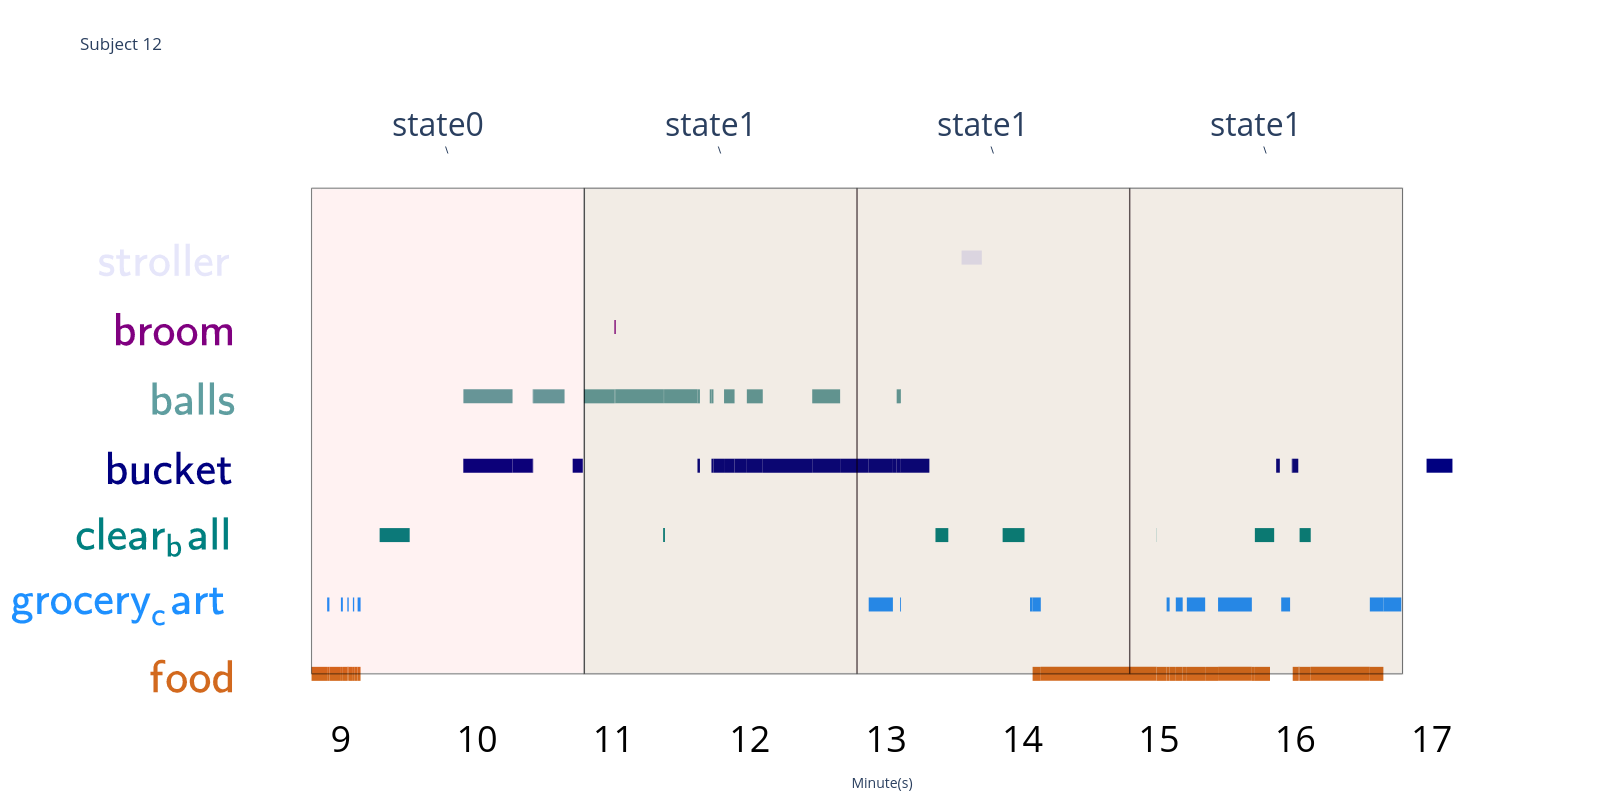 Subject 12
state0 state1 state1 state1
stroller
broom
balls
bucket
clear_ball
grocery_cart
food
9 10 11 12 13 14 15 16 17
Minute(s)